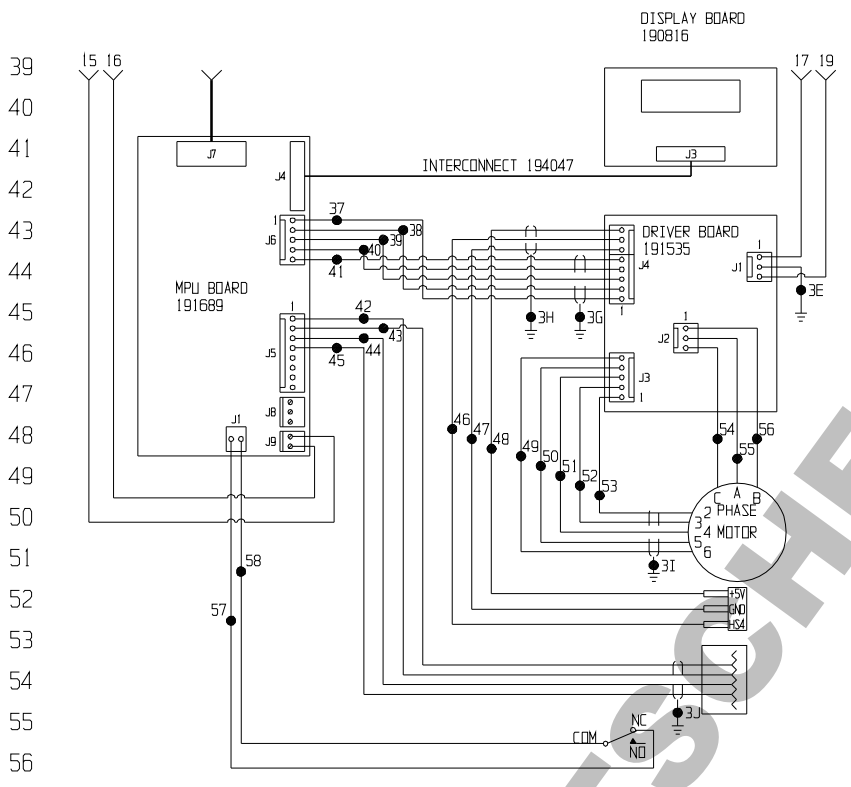 DISPLAY BOARD
190816
39
15 16
17 19
40
41
J7
J3
J4
INTERCONNECT 194047
42
37
43
1
38
DRIVER BOARD
191535
J6
39
40
J4
1
J1
44
41
MPU BOARD
191689
3E
45
42
1
3H
3G
1
1
43
J2
46
J5
44
45
J3
47
1
J8
46
47
48
49
50
51
52
53
54
55
56
48
J1
J9
49
C A B
2 PHASE
3
4 MOTOR
5
6
50
51
58
3I
52
57
+5V
GND
HS4
53
54
3J
55
NC
COM
NO
56
SCHE